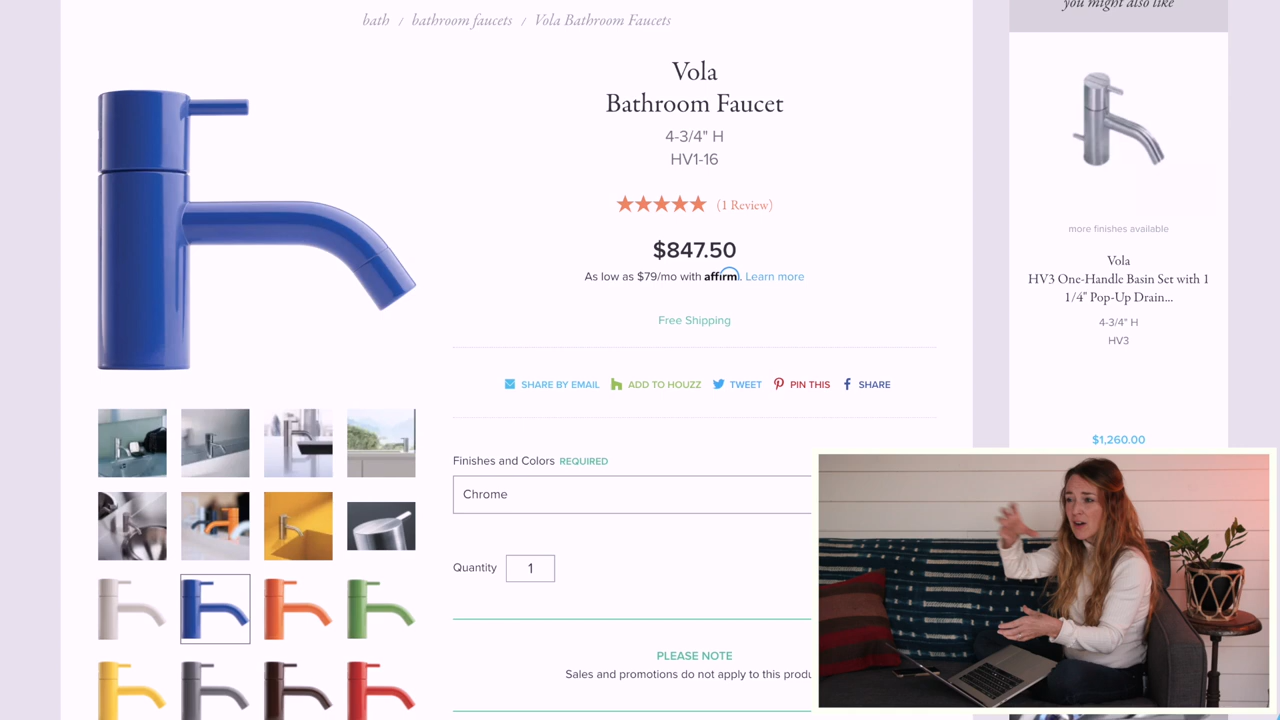 bath / bathroom faucets / Vola Bathroom Faucets
you might also like
Vola
Bathroom Faucet
4-3/4" H
HV1-16
(1 Review)
$847.50
As low as $79/mo with affirm. Learn more
Free Shipping
SHARE BY EMAIL
ADD TO HOUZZ
TWEET
PIN THIS
SHARE
Finishes and Colors REQUIRED
Chrome
Quantity 1
PLEASE NOTE
Sales and promotions do not apply to this produ
more finishes available
Vola
HV3 One-Handle Basin Set with 1
1/4" Pop-Up Drain...
4-3/4" H
HV3
$1,260.00